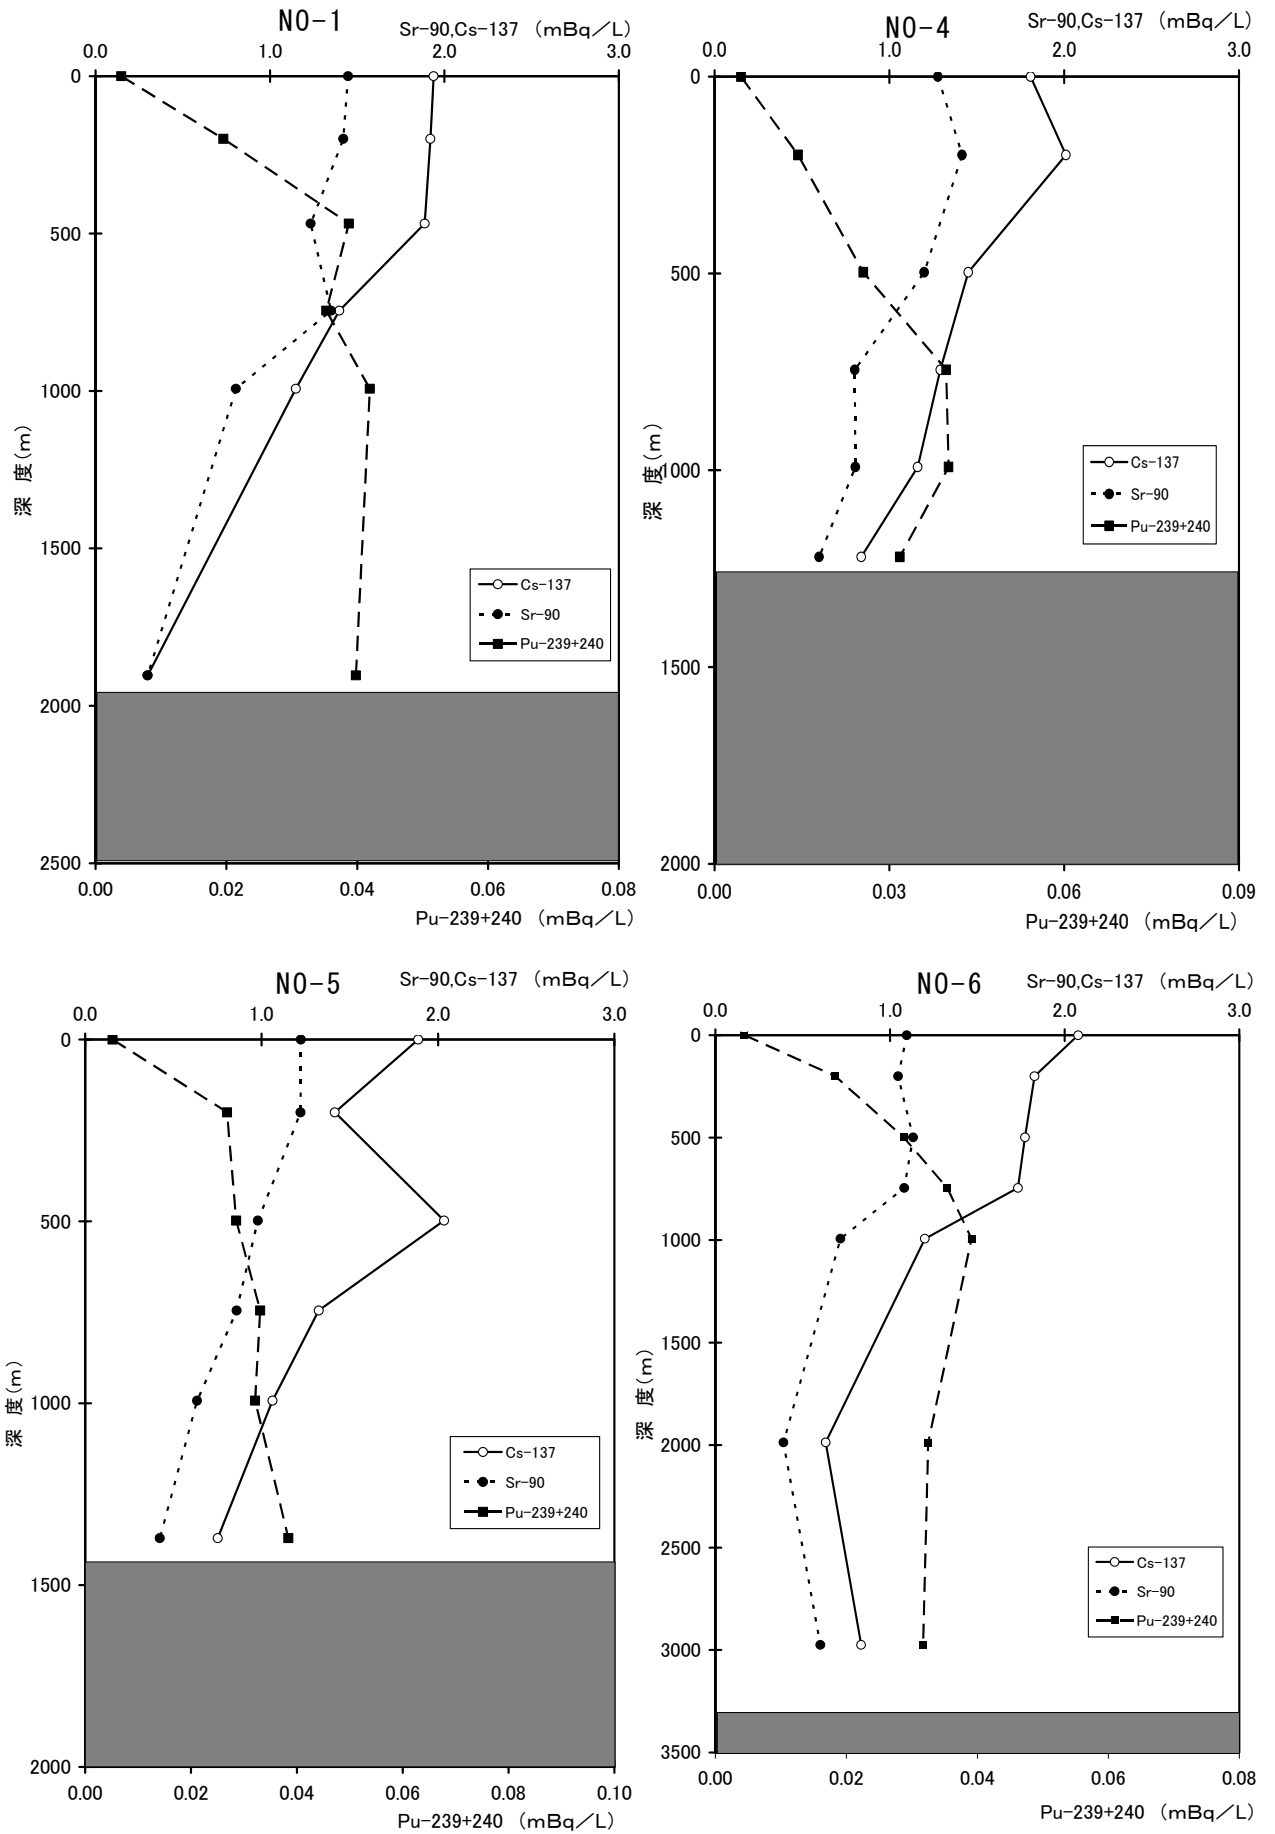 NO-1
Sr-90,Cs-137 （mBq／L）
0.0 1.0 2.0 3.0
0
500
1000
1500
2000
2500
深 度(m)
Cs-137
Sr-90
Pu-239+240
0.00 0.02 0.04 0.06 0.08
Pu-239+240 （mBq／L）
NO-4
Sr-90,Cs-137 （mBq／L）
0.0 1.0 2.0 3.0
0
500
1000
1500
2000
深 度(m)
Cs-137
Sr-90
Pu-239+240
0.00 0.03 0.06 0.09
Pu-239+240 （mBq／L）
NO-5
Sr-90,Cs-137 （mBq／L）
0.0 1.0 2.0 3.0
0
500
1000
1500
2000
深 度(m)
Cs-137
Sr-90
Pu-239+240
0.00 0.02 0.04 0.06 0.08 0.10
Pu-239+240 （mBq／L）
NO-6
Sr-90,Cs-137 （mBq／L）
0.0 1.0 2.0 3.0
0
500
1000
1500
2000
2500
3000
3500
深 度(m)
Cs-137
Sr-90
Pu-239+240
0.00 0.02 0.04 0.06 0.08
Pu-239+240 （mBq／L）